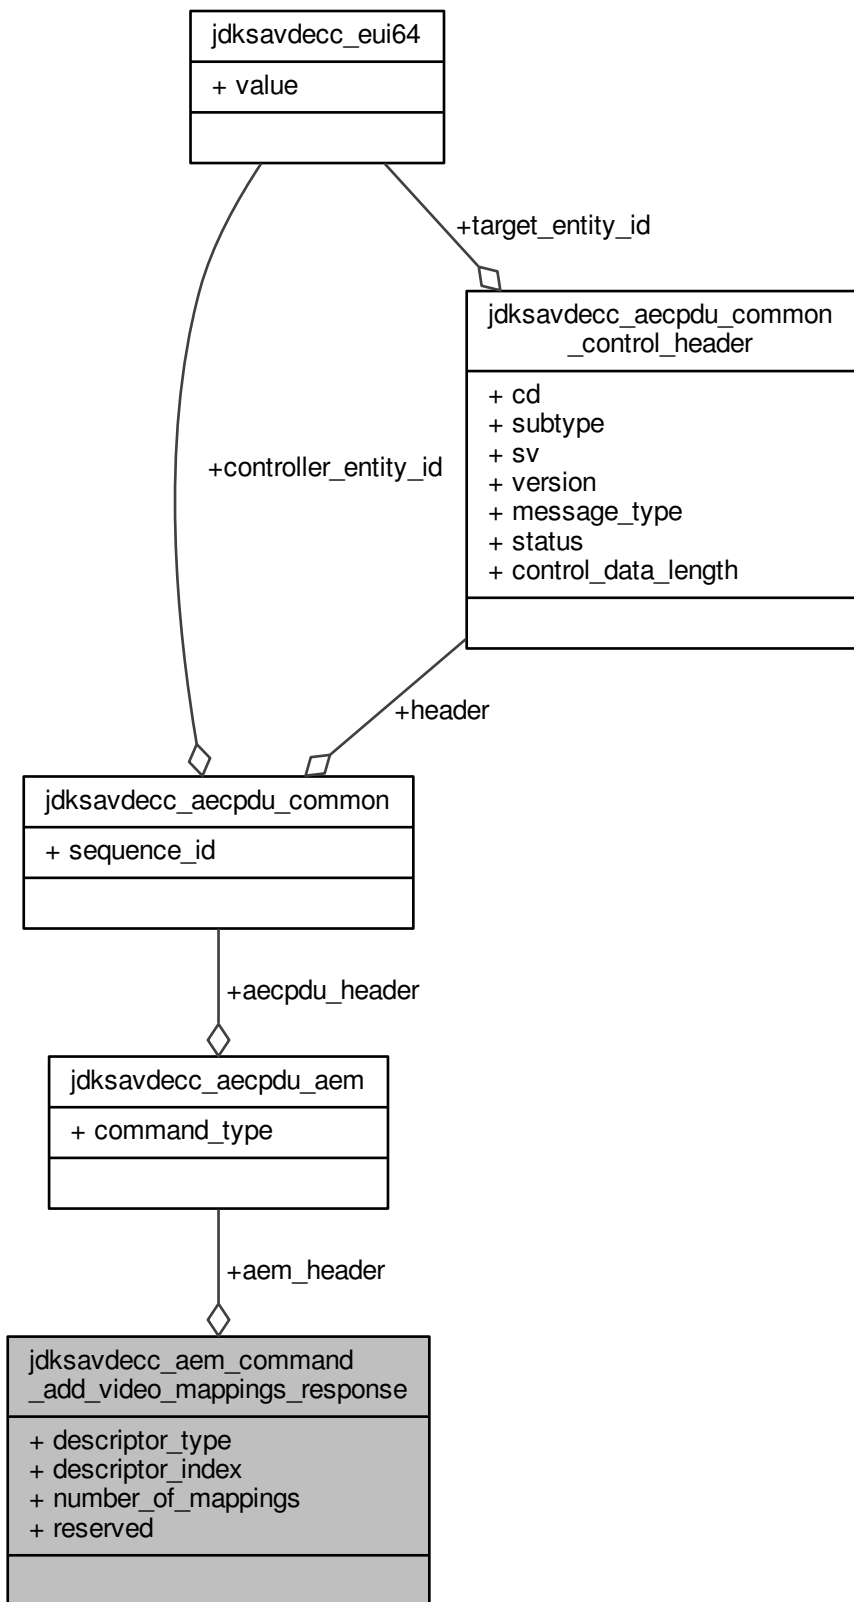 jdksavdecc_eui64
+ value
+target_entity_id
jdksavdecc_aecpdu_common
_control_header
+ cd
+ subtype
+ sv
+ version
+ message_type
+ status
+ control_data_length
+controller_entity_id
+header
jdksavdecc_aecpdu_common
+ sequence_id
+aecpdu_header
jdksavdecc_aecpdu_aem
+ command_type
+aem_header
jdksavdecc_aem_command
_add_video_mappings_response
+ descriptor_type
+ descriptor_index
+ number_of_mappings
+ reserved